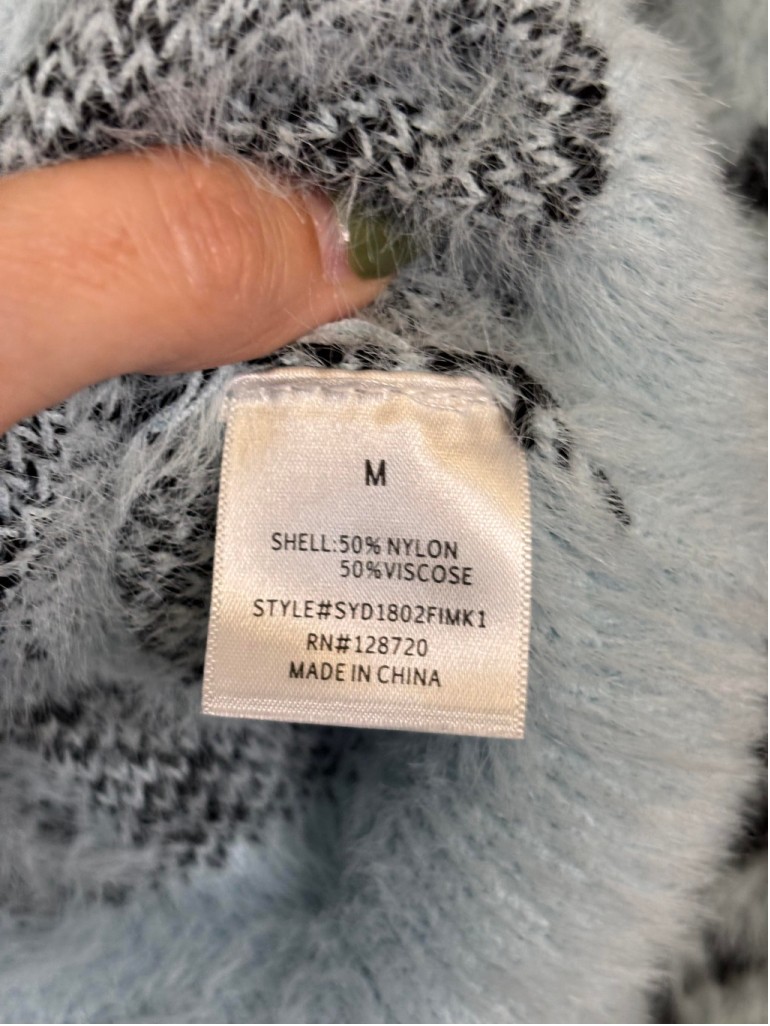 M
SHELL:50% NYLON
50%VISCOSE
STYLE#SYD1802FIMK1
RN#128720
MADE IN CHINA